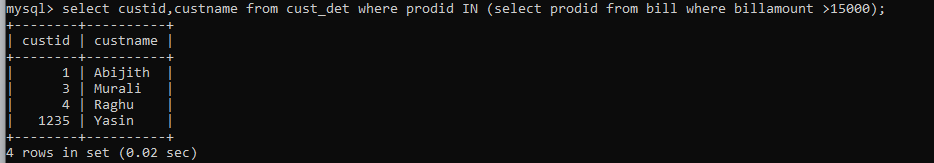 mysql> select custid,custname from cust_det where prodid IN (select prodid from bill where billamount >15000);
+--------+----------+
| custid | custname |
+--------+----------+
|      1 | Abijith  |
|      3 | Murali   |
|      4 | Raghu    |
|   1235 | Yasin    |
+--------+----------+
4 rows in set (0.02 sec)